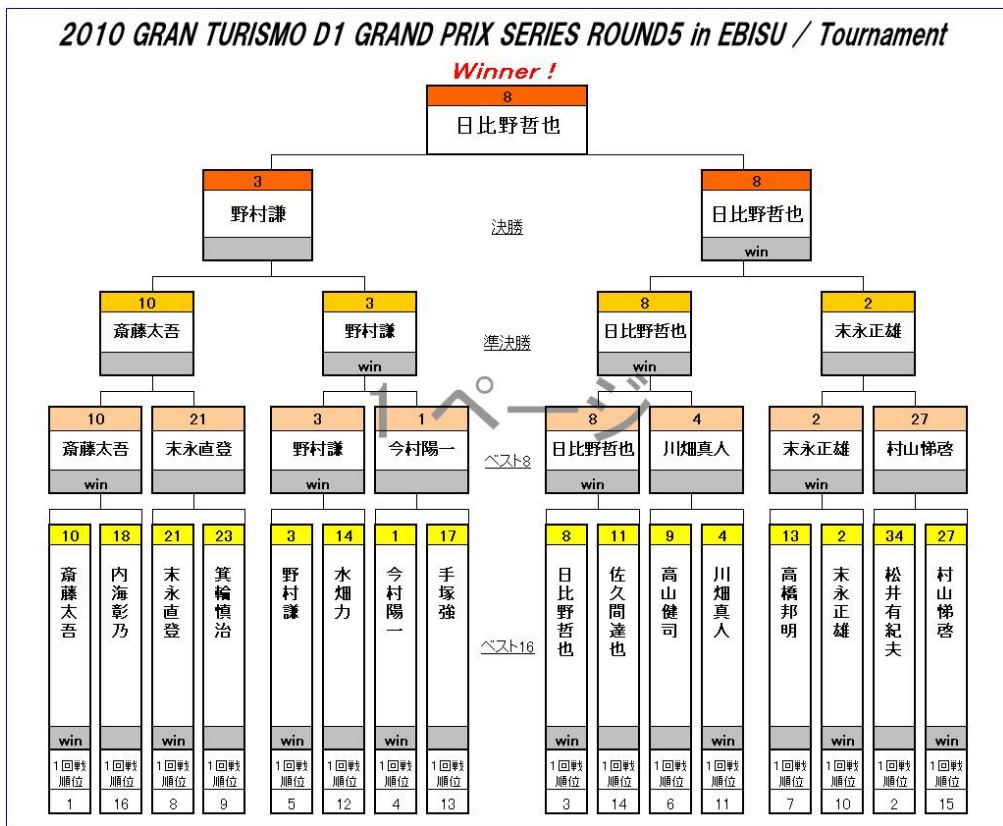 2010 GRAN TURISMO D1 GRAND PRIX SERIES ROUND5 in EBISU / Tournament
Winner !
8
日比野哲也
3 8
野村謙 日比野哲也
決勝
win
10 3 8 2
斎藤太吾 野村謙 日比野哲也 末永正雄
準決勝
win win
1 ページ
10 21 3 1 8 4 2 27
斎藤太吾 末永直登 野村謙 今村陽一 日比野哲也 川畑真人 末永正雄 村山悌啓
ベスト8
win win win win
10 18 21 23 3 14 1 17 8 11 9 4 13 2 34 27
斎藤太吾 内海彰乃 末永直登 箕輪慎治 野村謙 水畑力 今村陽一 手塚強 日比野哲也 佐久間達也 高山健司 川畑真人 高橋邦明 末永正雄 松井有紀夫 村山悌啓
ベスト16
win win win win win win win win
1回戦 1回戦 1回戦 1回戦 1回戦 1回戦 1回戦 1回戦 1回戦 1回戦 1回戦 1回戦 1回戦 1回戦 1回戦 1回戦
順位 順位 順位 順位 順位 順位 順位 順位 順位 順位 順位 順位 順位 順位 順位 順位
1 16 8 9 5 12 4 13 3 14 6 11 7 10 2 15